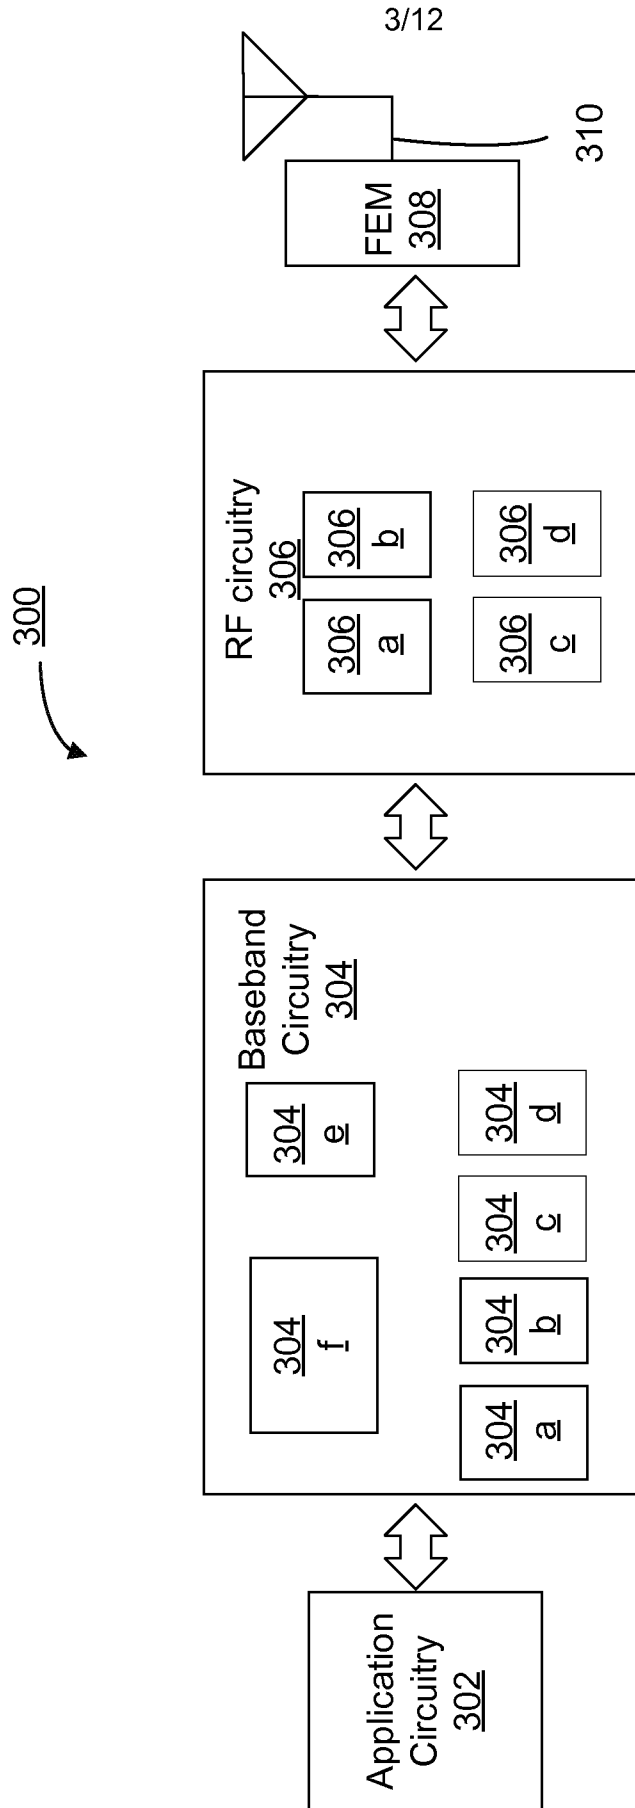 3/12
300
Application
Circuitry
302
Baseband
Circuitry
304
304
f
304
e
304
a
304
b
304
c
304
d
RF circuitry
306
306
a
306
b
306
c
306
d
FEM
308
310